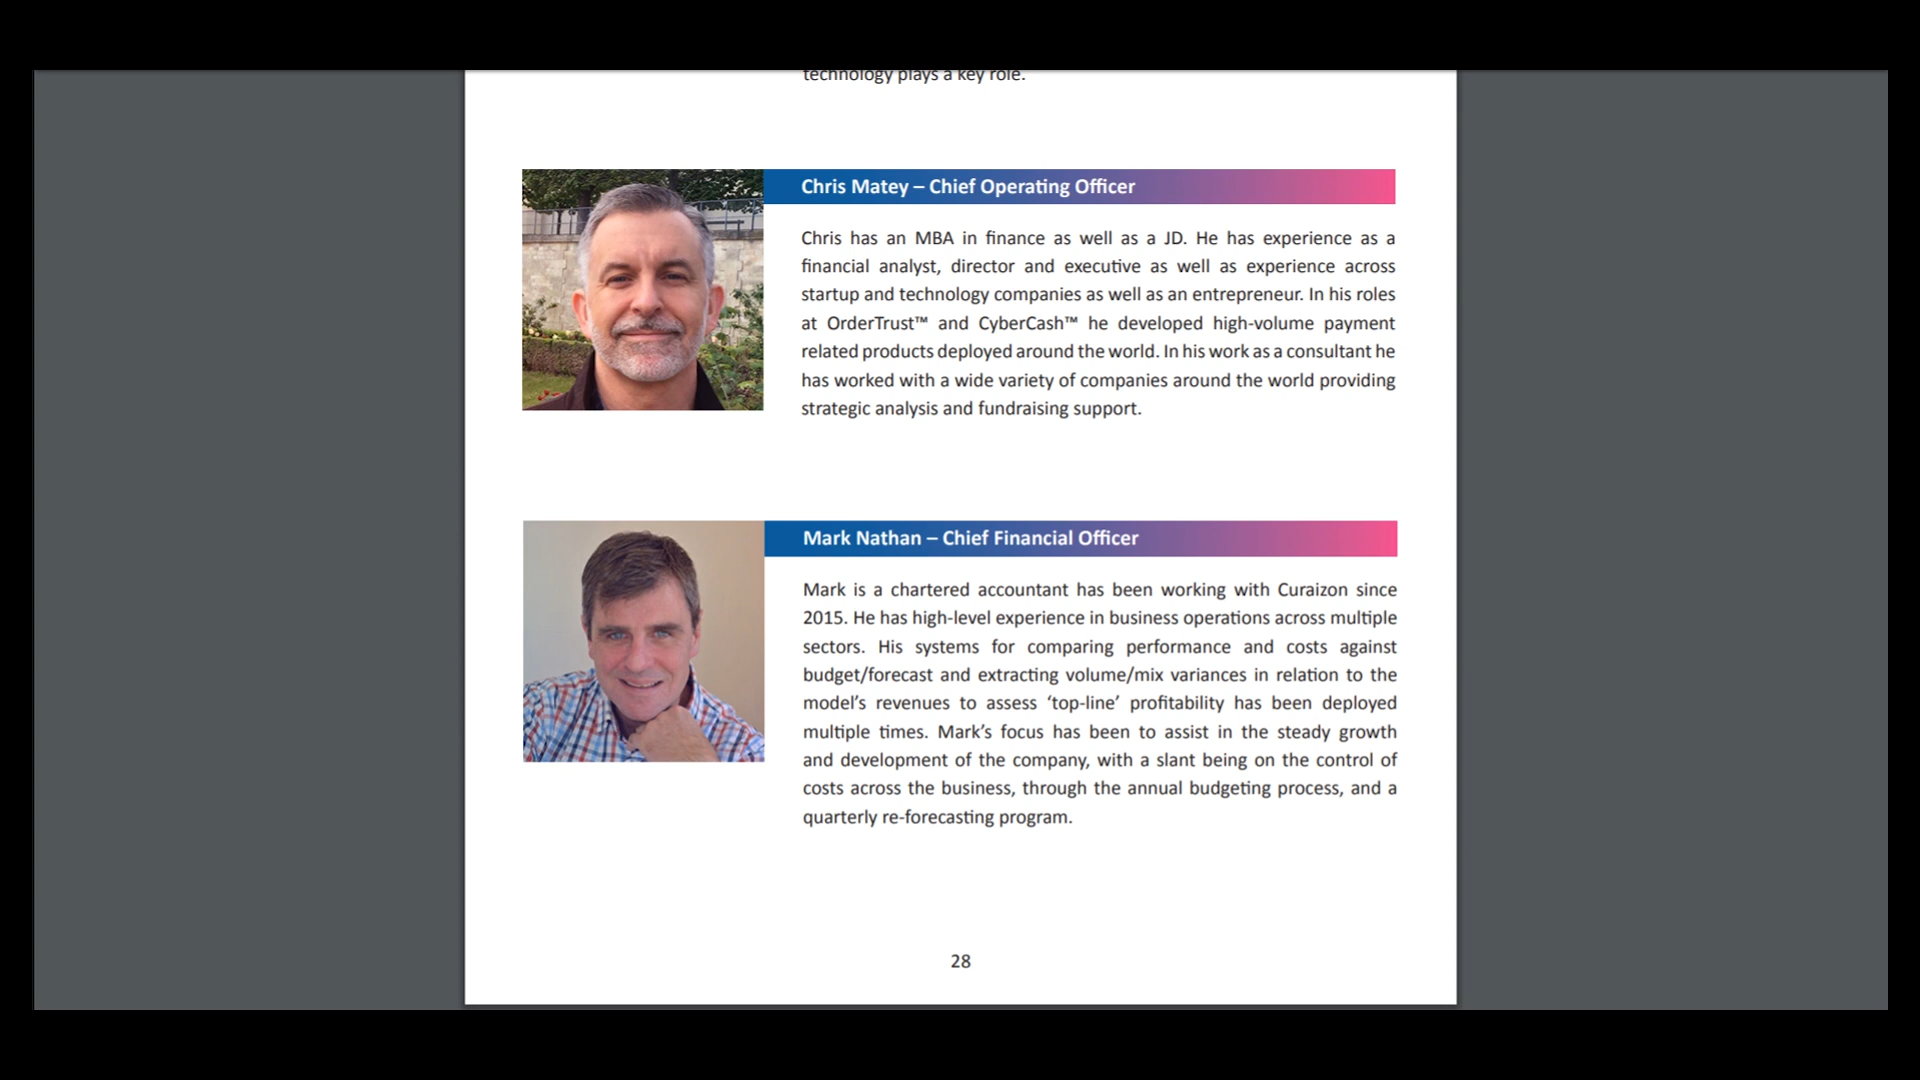 technology plays a key role.
Chris Matey – Chief Operating Officer
Chris has an MBA in finance as well as a JD. He has experience as a
financial analyst, director and executive as well as experience across
startup and technology companies as well as an entrepreneur. In his roles
at OrderTrust™ and CyberCash™ he developed high-volume payment
related products deployed around the world. In his work as a consultant he
has worked with a wide variety of companies around the world providing
strategic analysis and fundraising support.
Mark Nathan – Chief Financial Officer
Mark is a chartered accountant has been working with Curaizon since
2015. He has high-level experience in business operations across multiple
sectors. His systems for comparing performance and costs against
budget/forecast and extracting volume/mix variances in relation to the
model’s revenues to assess ‘top-line’ profitability has been deployed
multiple times. Mark’s focus has been to assist in the steady growth
and development of the company, with a slant being on the control of
costs across the business, through the annual budgeting process, and a
quarterly re-forecasting program.
28